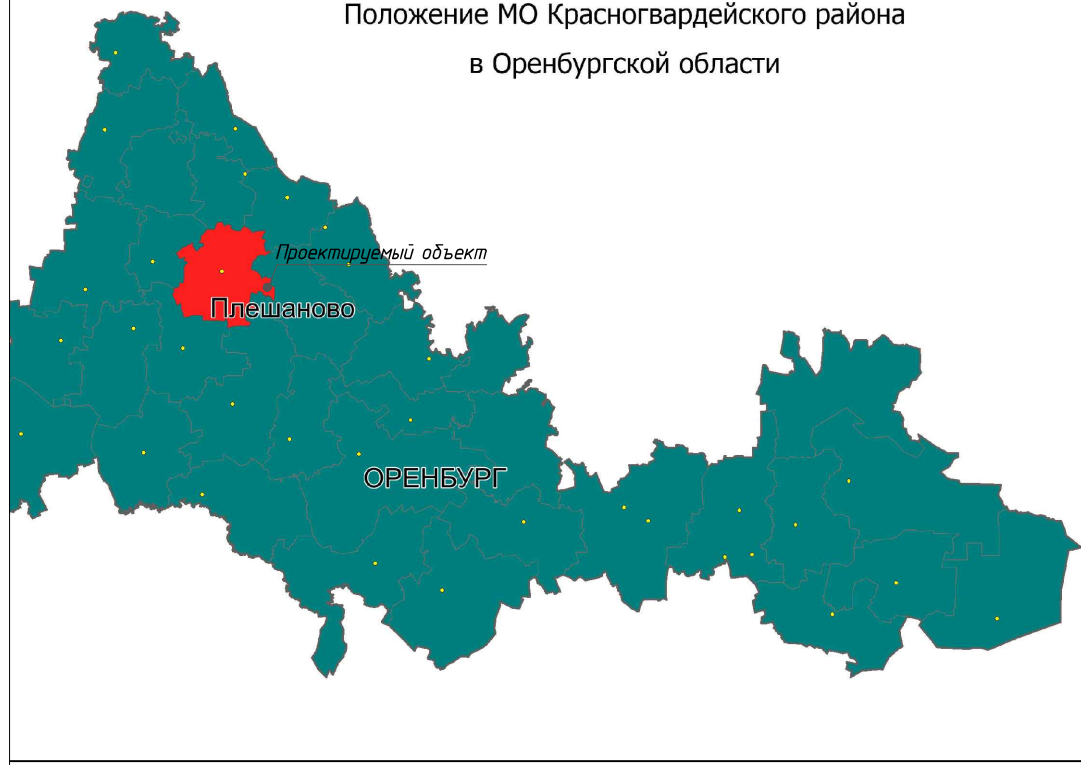 Положение МО Красногвардейского района
в Оренбургской области
Проектируемый объект
Плешаново
ОРЕНБУРГ